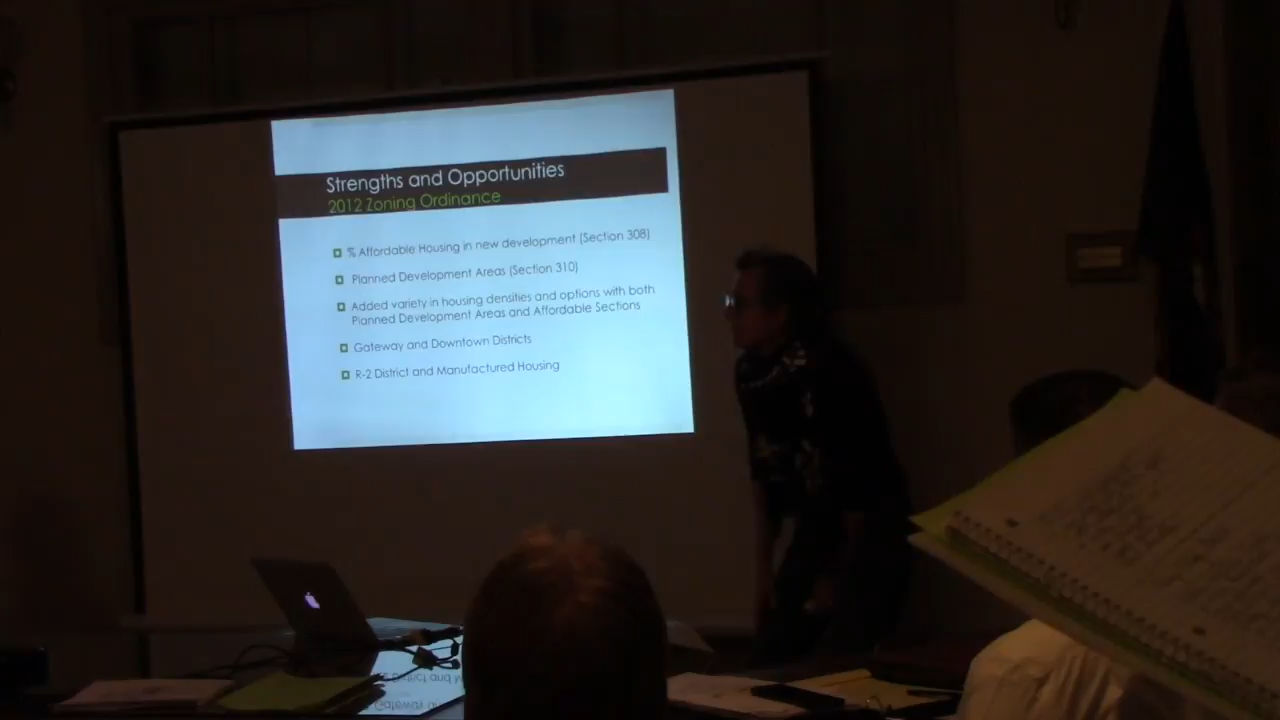 Strengths and Opportunities
2012 Zoning Ordinance
% Affordable Housing in new development (Section 308)
Planned Development Areas (Section 310)
Added variety in housing densities and options with both
Planned Development Areas and Affordable Sections
Gateway and Downtown Districts
R-2 District and Manufactured Housing